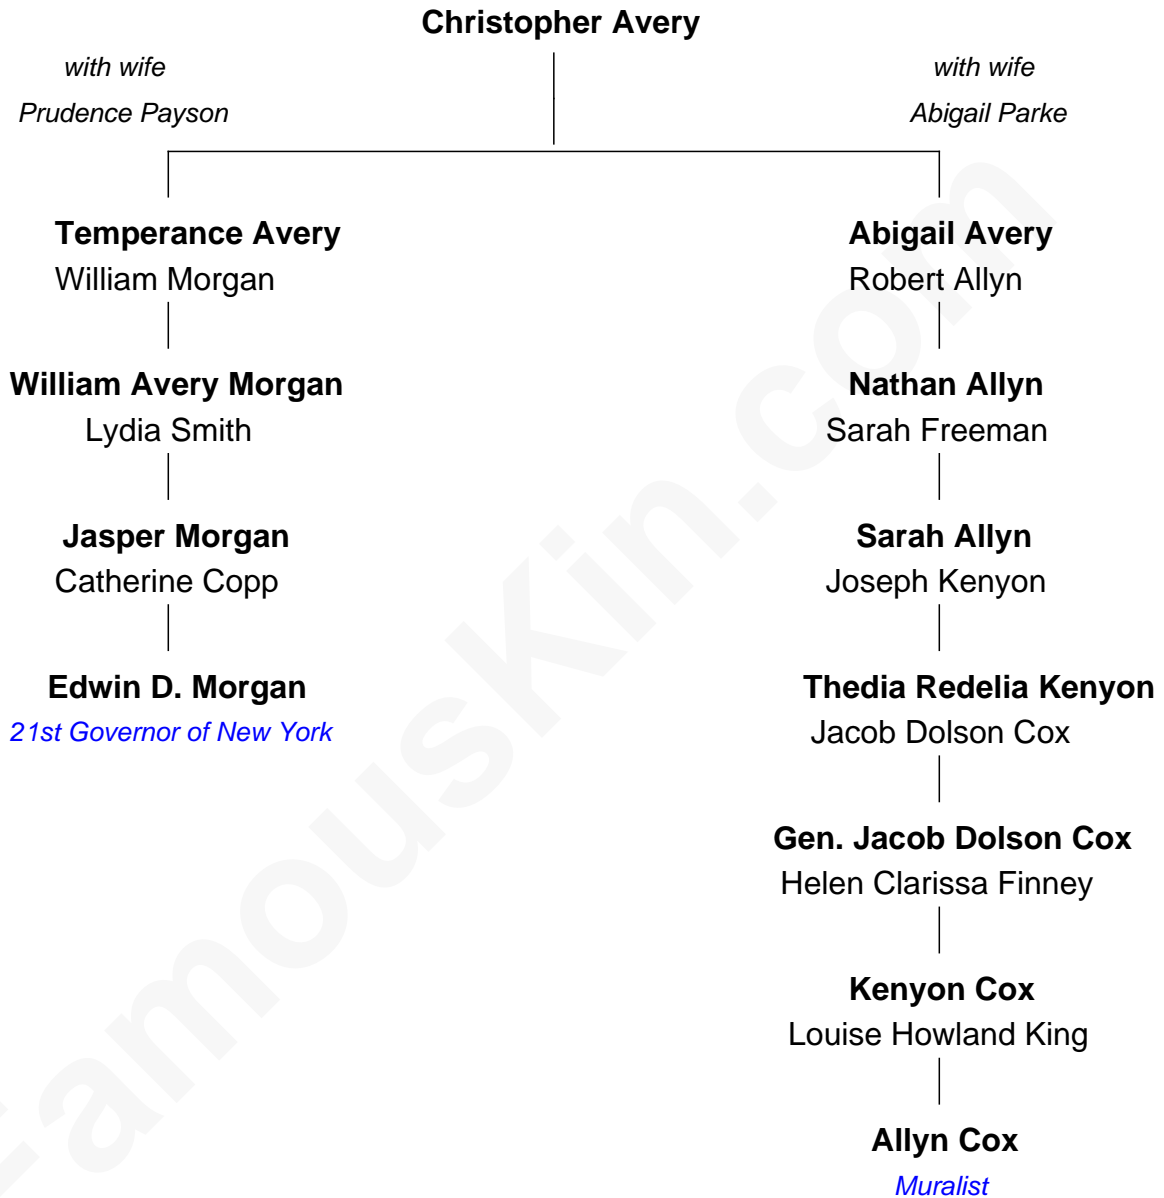 Christopher Avery
with wife
Prudence Payson
with wife
Abigail Parke
Temperance Avery
William Morgan
Abigail Avery
Robert Allyn
William Avery Morgan
Lydia Smith
Nathan Allyn
Sarah Freeman
Jasper Morgan
Catherine Copp
Sarah Allyn
Joseph Kenyon
Edwin D. Morgan
21st Governor of New York
Thedia Redelia Kenyon
Jacob Dolson Cox
Gen. Jacob Dolson Cox
Helen Clarissa Finney
Kenyon Cox
Louise Howland King
Allyn Cox
Muralist
FamousKin.com